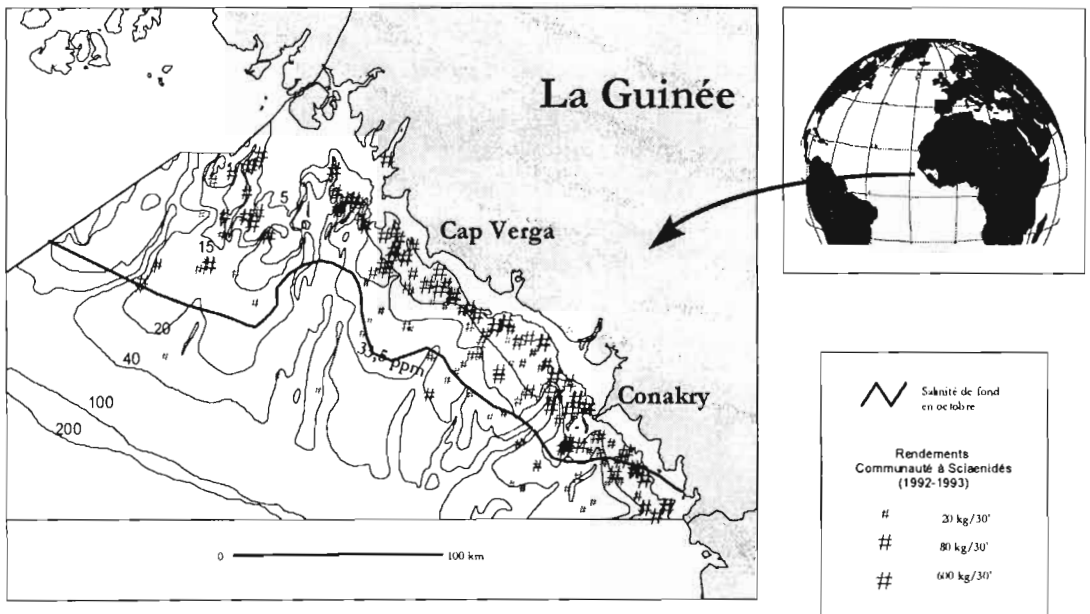 La Guinée
Cap Verga
Conakry
5
15
20
40
100
200
33,5 ppm
0 100 km
Salinité de fond
en octobre
Rendements
Communauté à Sciaenidés
(1992-1993)
# 20 kg/30'
# 80 kg/30'
# 600 kg/30'